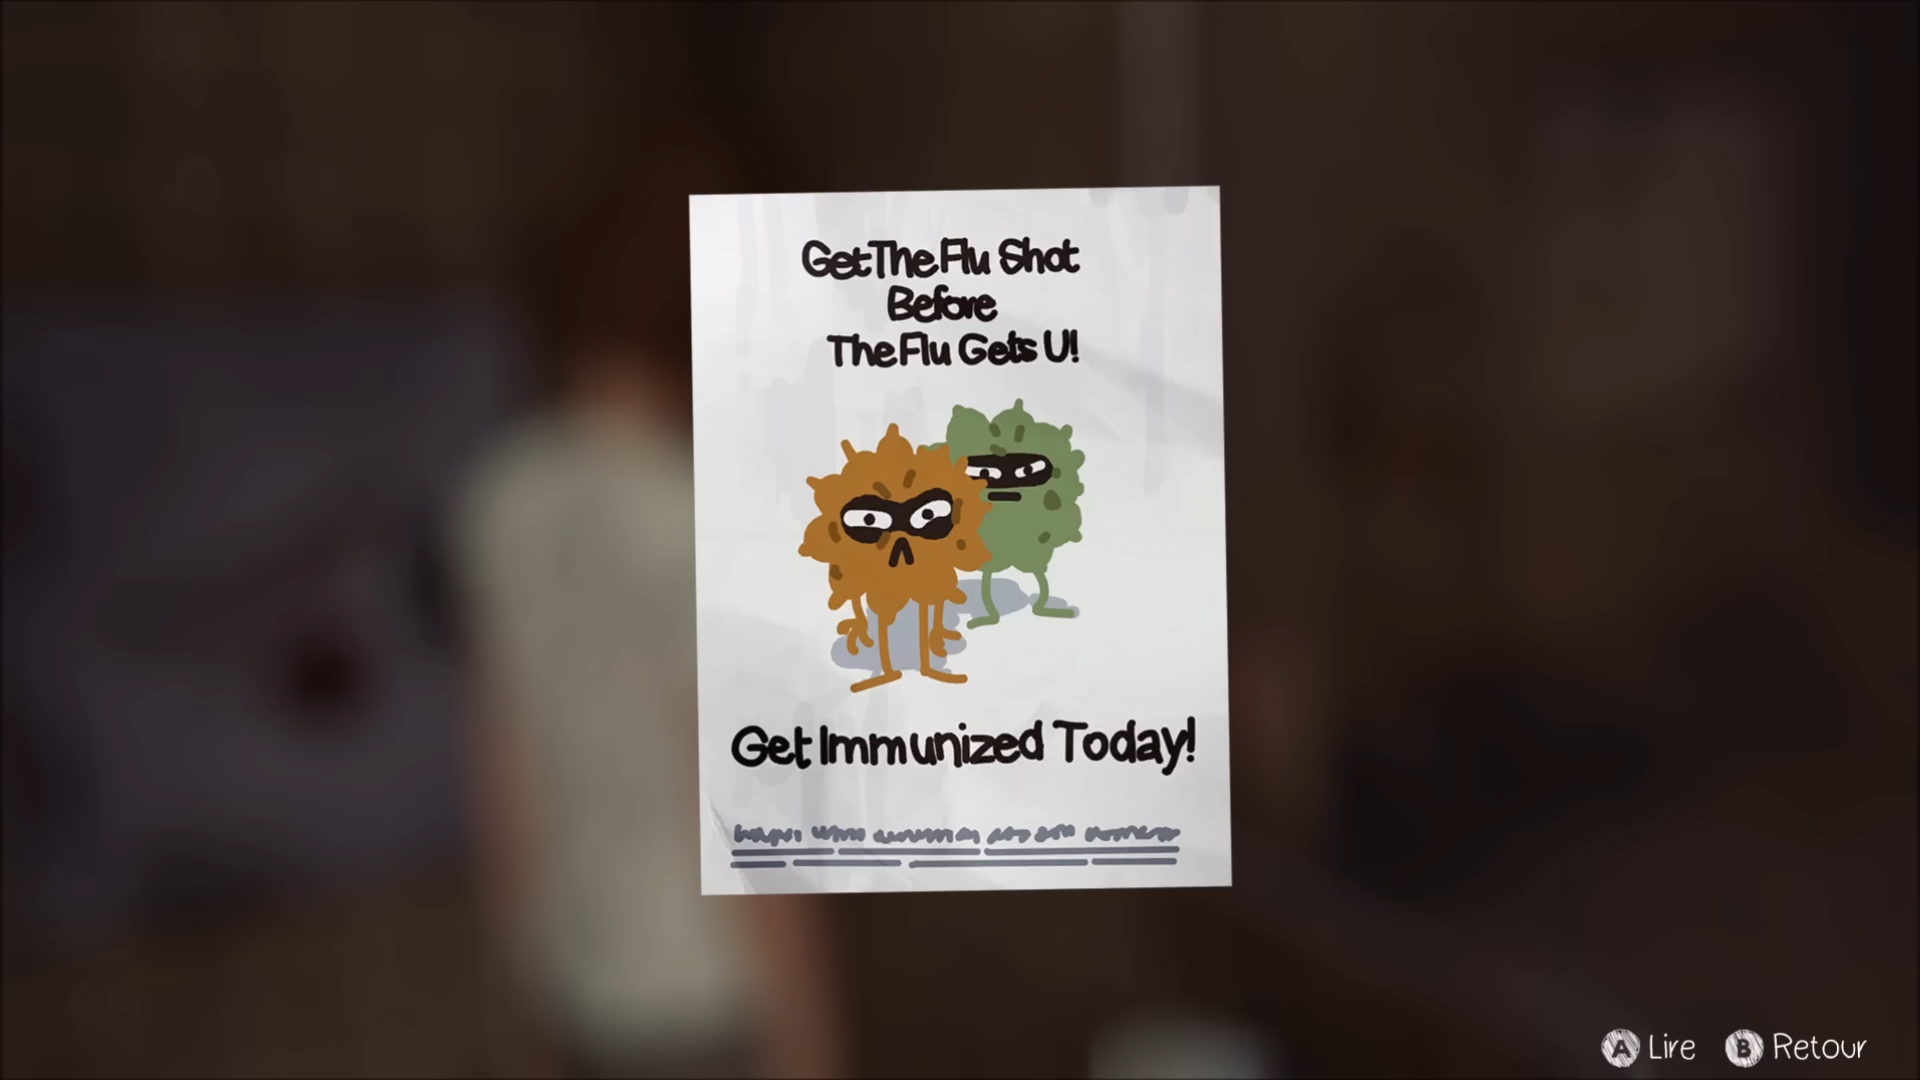 Get The Flu Shot
Before
The Flu Gets U!
Get Immunized Today!
A Lire B Retour